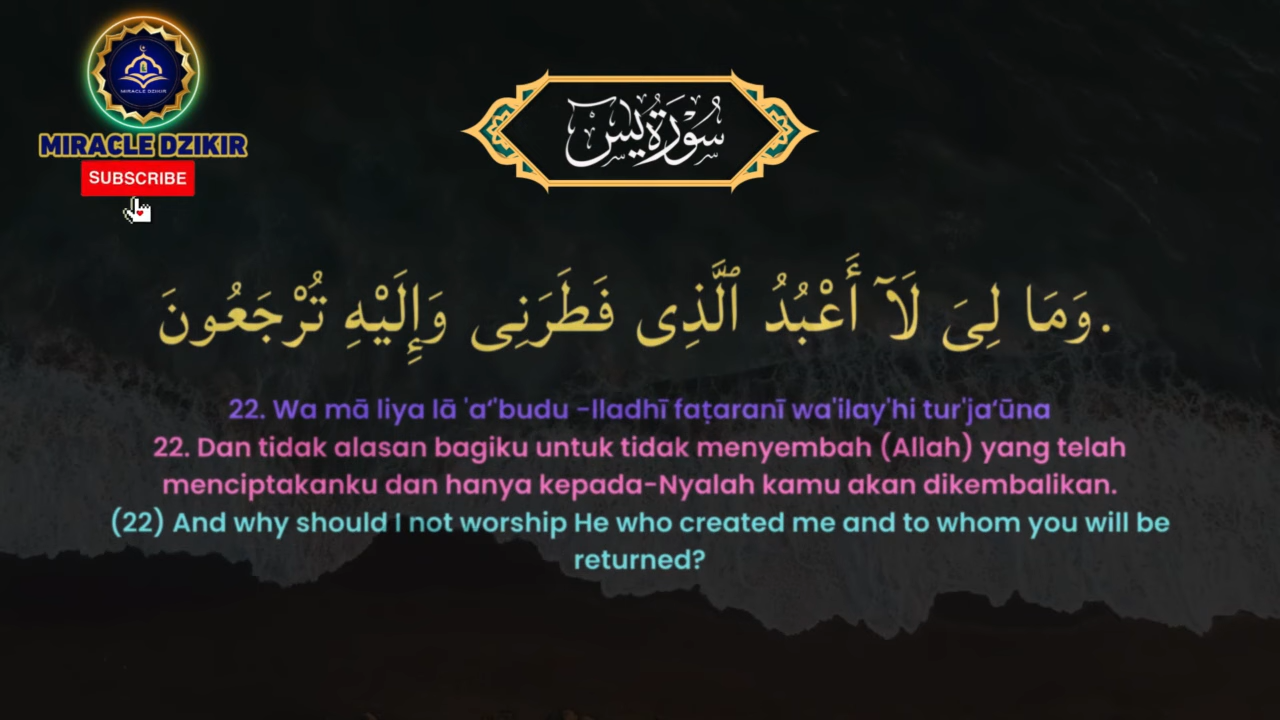 MIRACLE DZIKIR
MIRACLE DZIKIR
SUBSCRIBE
سُوْرَةُ يٰسٓ
وَمَا لِىَ لَآ أَعْبُدُ ٱلَّذِى فَطَرَنِى وَإِلَيْهِ تُرْجَعُونَ.
22. Wa mā liya lā 'a‘'budu -lladhī faṭaranī wa'ilay'hi tur'ja‘ūna
22. Dan tidak alasan bagiku untuk tidak menyembah (Allah) yang telah
menciptakanku dan hanya kepada-Nyalah kamu akan dikembalikan.
(22) And why should I not worship He who created me and to whom you will be
returned?